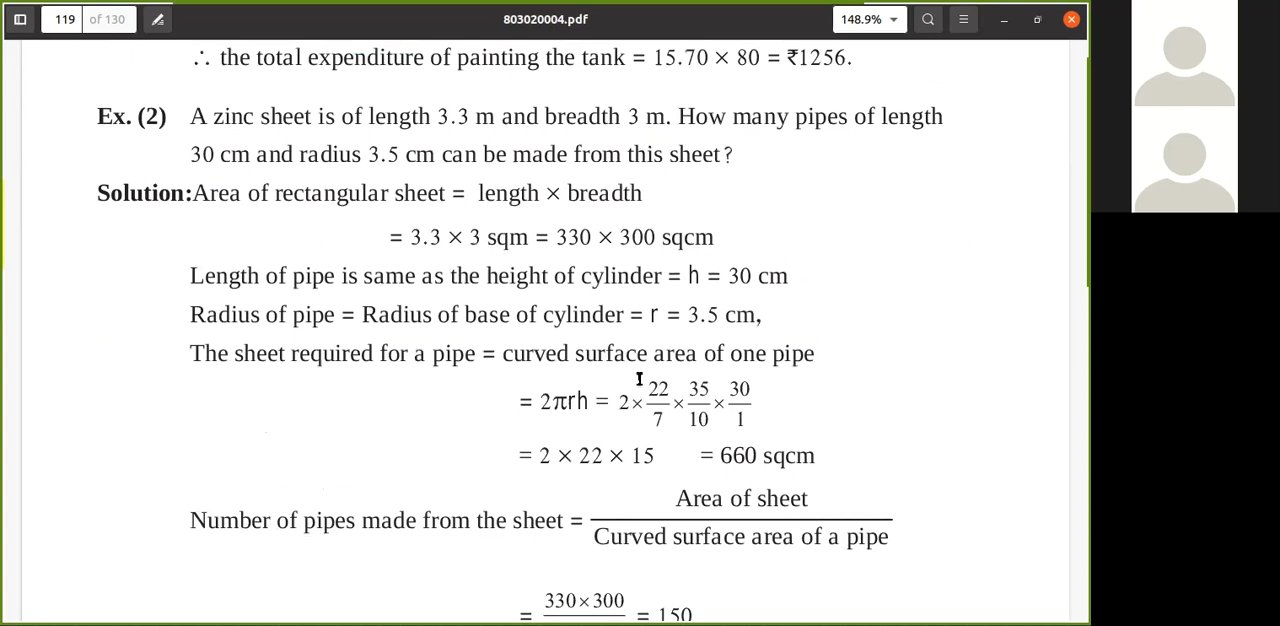 119 of 130
803020004.pdf
148.9%
∴ the total expenditure of painting the tank = 15.70 × 80 = ₹1256.
Ex. (2) A zinc sheet is of length 3.3 m and breadth 3 m. How many pipes of length
30 cm and radius 3.5 cm can be made from this sheet?
Solution:Area of rectangular sheet = length × breadth
= 3.3 × 3 sqm = 330 × 300 sqcm
Length of pipe is same as the height of cylinder = h = 30 cm
Radius of pipe = Radius of base of cylinder = r = 3.5 cm,
The sheet required for a pipe = curved surface area of one pipe
= 2πrh = 2 × 22/7 × 35/10 × 30/1
= 2 × 22 × 15 = 660 sqcm
Area of sheet
Number of pipes made from the sheet =
Curved surface area of a pipe
330×300
= = 150